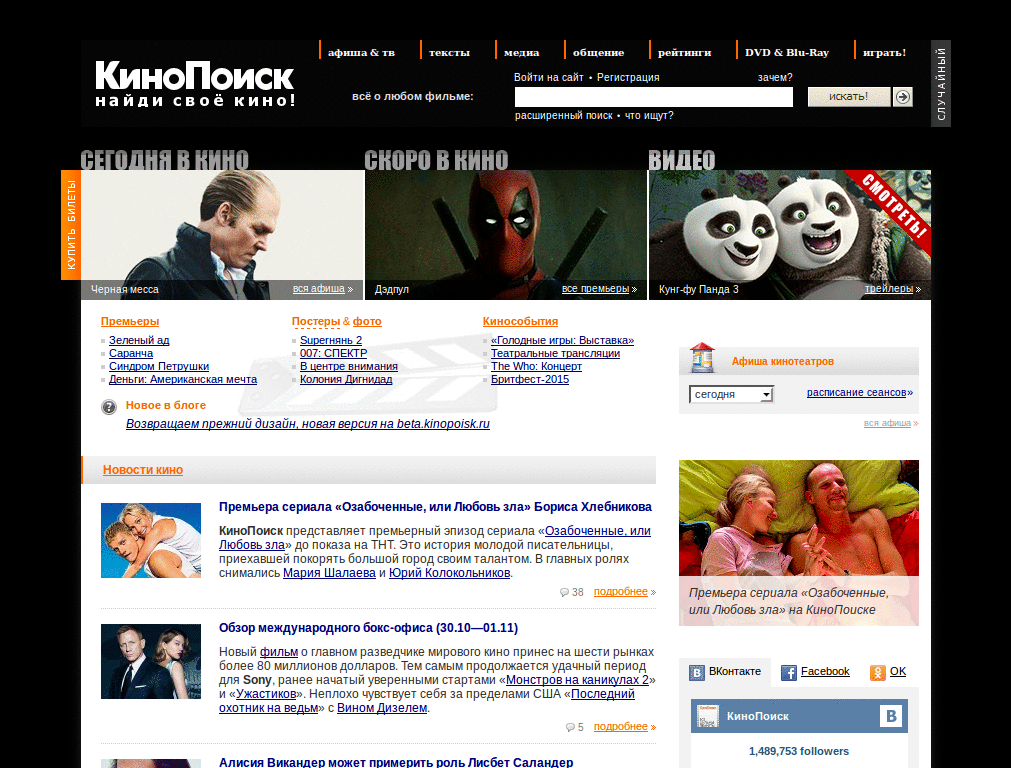 афиша & тв
тексты
медиа
общение
рейтинги
DVD & Blu-Ray
играть!
КиноПоиск
найди своё кино!
всё о любом фильме:
Войти на сайт • Регистрация
зачем?
искать!
расширенный поиск • что ищут?
СЛУЧАЙНЫЙ
СЕГОДНЯ В КИНО
СКОРО В КИНО
ВИДЕО
КУПИТЬ БИЛЕТЫ
СМОТРЕТЬ!
Черная месса
вся афиша »
Дэдпул
все премьеры »
Кунг-фу Панда 3
трейлеры »
Премьеры
Зеленый ад
Саранча
Синдром Петрушки
Деньги: Американская мечта
Постеры & фото
Supergнянь 2
007: СПЕКТР
В центре внимания
Колония Дигнидад
Кинособытия
«Голодные игры: Выставка»
Театральные трансляции
The Who: Концерт
Бритфест-2015
Новое в блоге
Возвращаем прежний дизайн, новая версия на beta.kinopoisk.ru
Афиша кинотеатров
сегодня
расписание сеансов»
вся афиша »
Новости кино
Премьера сериала «Озабоченные, или Любовь зла» Бориса Хлебникова
КиноПоиск представляет премьерный эпизод сериала «Озабоченные, или
Любовь зла» до показа на ТНТ. Это история молодой писательницы,
приехавшей покорять большой город своим талантом. В главных ролях
снимались Мария Шалаева и Юрий Колокольников.
38
подробнее »
Обзор международного бокс-офиса (30.10—01.11)
Новый фильм о главном разведчике мирового кино принес на шести рынках
более 80 миллионов долларов. Тем самым продолжается удачный период
для Sony, ранее начатый уверенными стартами «Монстров на каникулах 2»
и «Ужастиков». Неплохо чувствует себя за пределами США «Последний
охотник на ведьм» с Вином Дизелем.
5
подробнее »
Алисия Викандер может примерить роль Лисбет Саландер
Премьера сериала «Озабоченные,
или Любовь зла» на КиноПоиске
ВКонтакте
Facebook
OK
КиноПоиск
1,489,753 followers